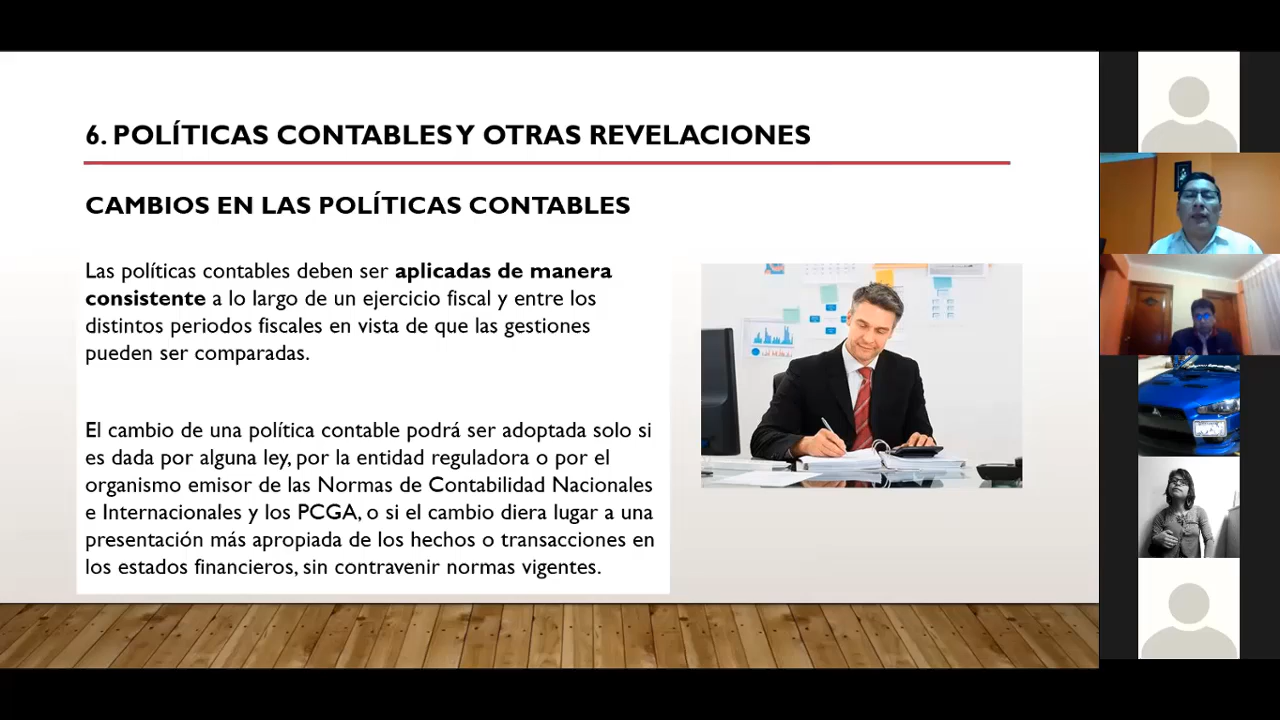 6. POLÍTICAS CONTABLES Y OTRAS REVELACIONES
CAMBIOS EN LAS POLÍTICAS CONTABLES
Las políticas contables deben ser aplicadas de manera
consistente a lo largo de un ejercicio fiscal y entre los
distintos periodos fiscales en vista de que las gestiones
pueden ser comparadas.
El cambio de una política contable podrá ser adoptada solo si
es dada por alguna ley, por la entidad reguladora o por el
organismo emisor de las Normas de Contabilidad Nacionales
e Internacionales y los PCGA, o si el cambio diera lugar a una
presentación más apropiada de los hechos o transacciones en
los estados financieros, sin contravenir normas vigentes.